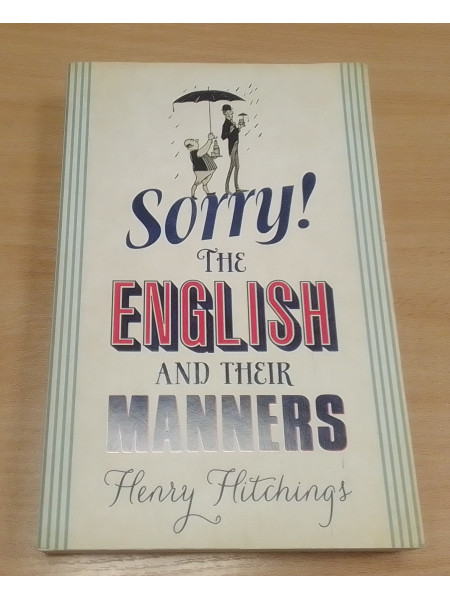 Sorry!
THE
ENGLISH
AND THEIR
MANNERS
Henry Hitchings